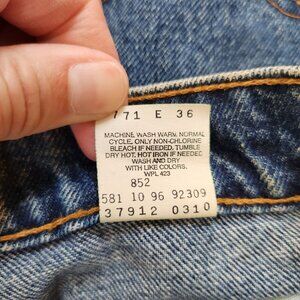 771 E 36
MACHINE WASH WARM. NORMAL
CYCLE. ONLY NON-CHLORINE
BLEACH IF NEEDED. TUMBLE
DRY HOT. HOT IRON IF NEEDED
WASH AND DRY
WITH LIKE COLORS.
WPL 423
852
581 10 96 92309
37912 0310